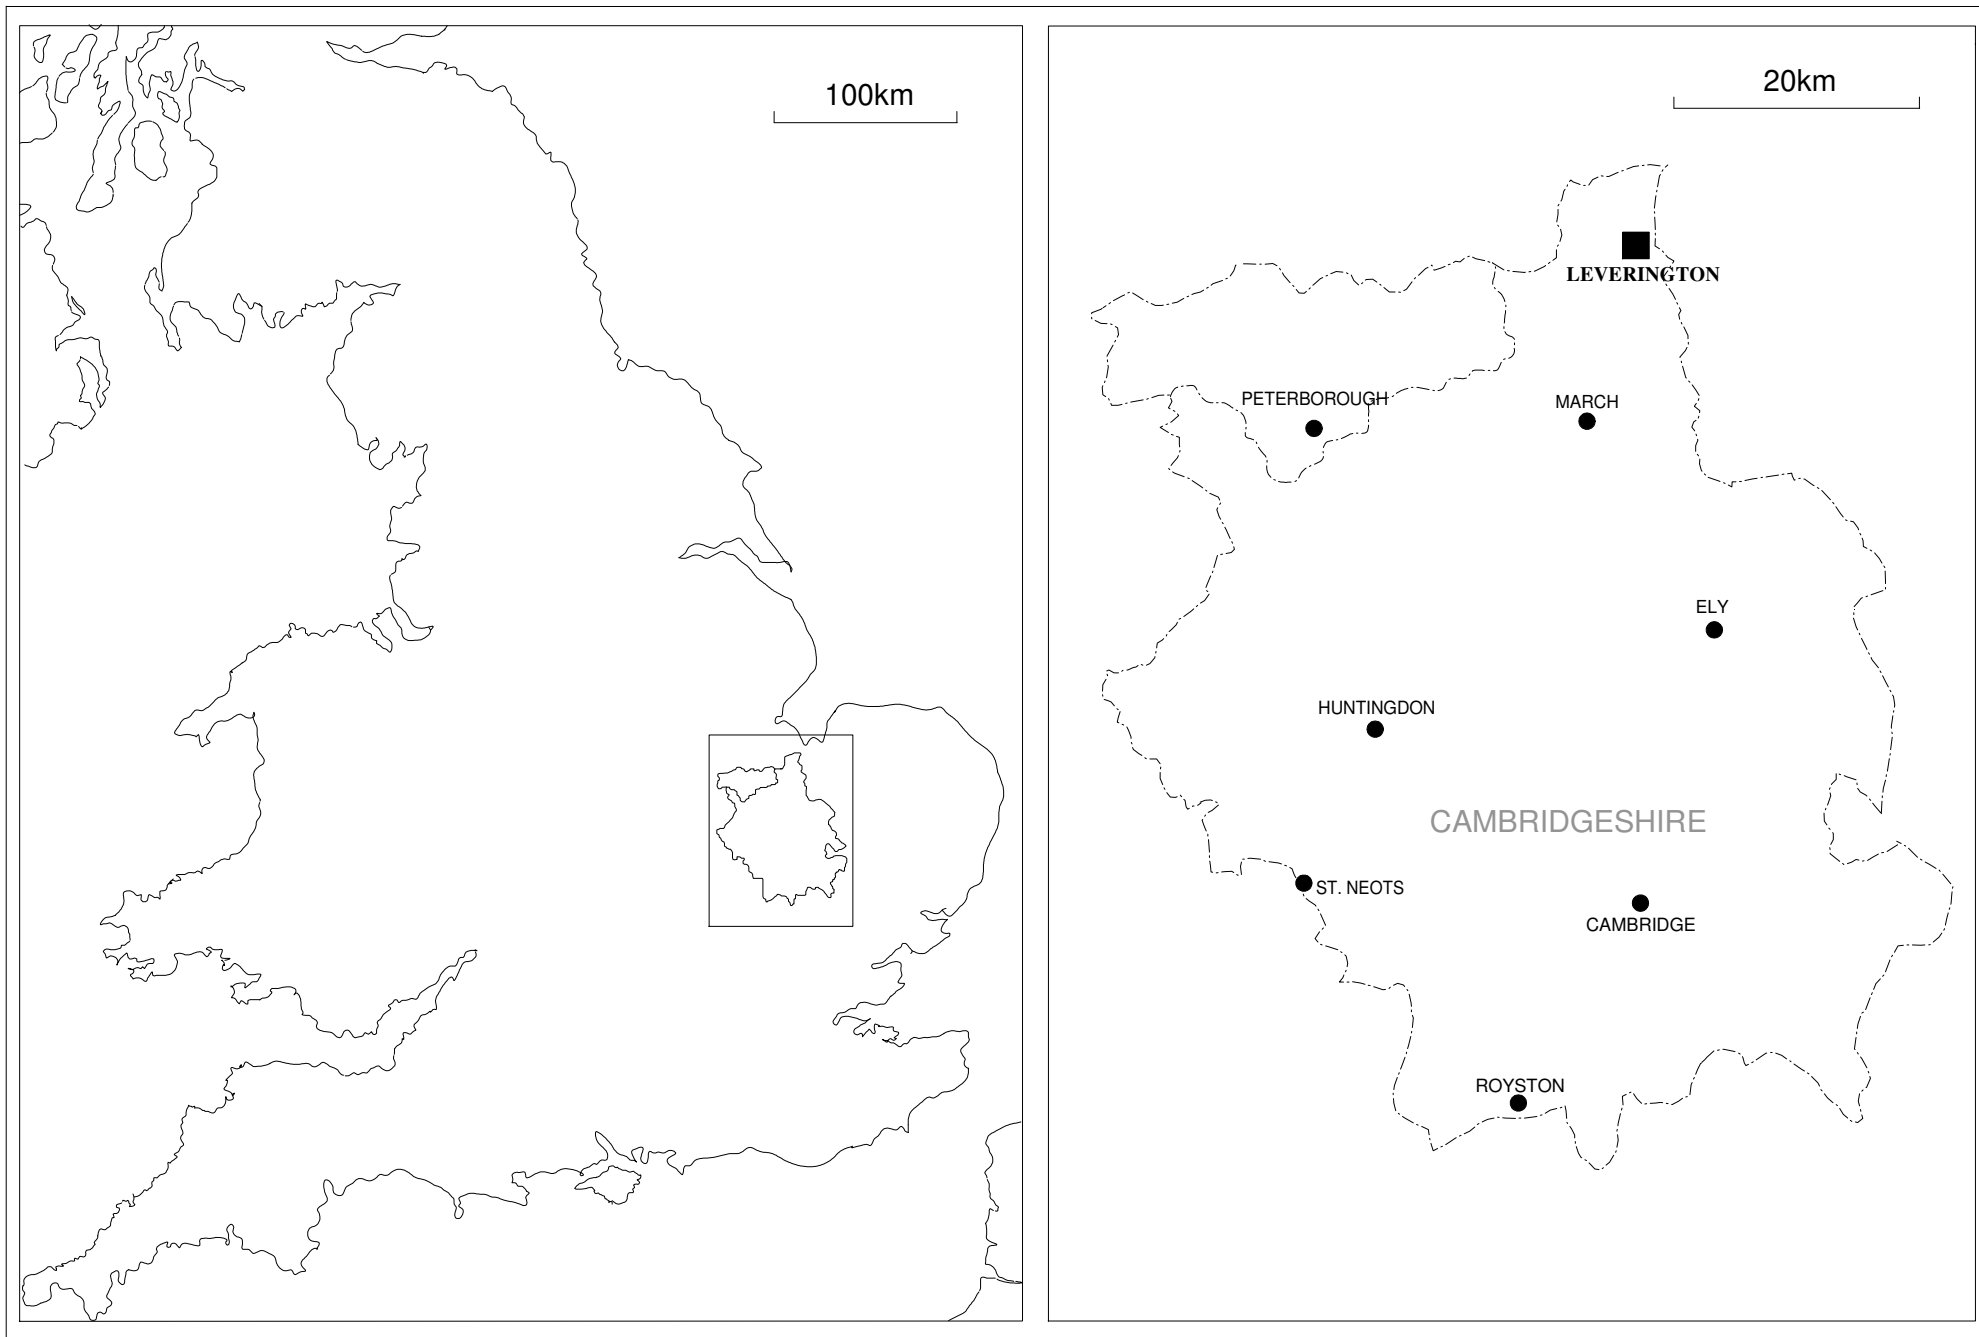 100km
20km
LEVERINGTON
PETERBOROUGH
MARCH
ELY
HUNTINGDON
CAMBRIDGESHIRE
ST. NEOTS
CAMBRIDGE
ROYSTON